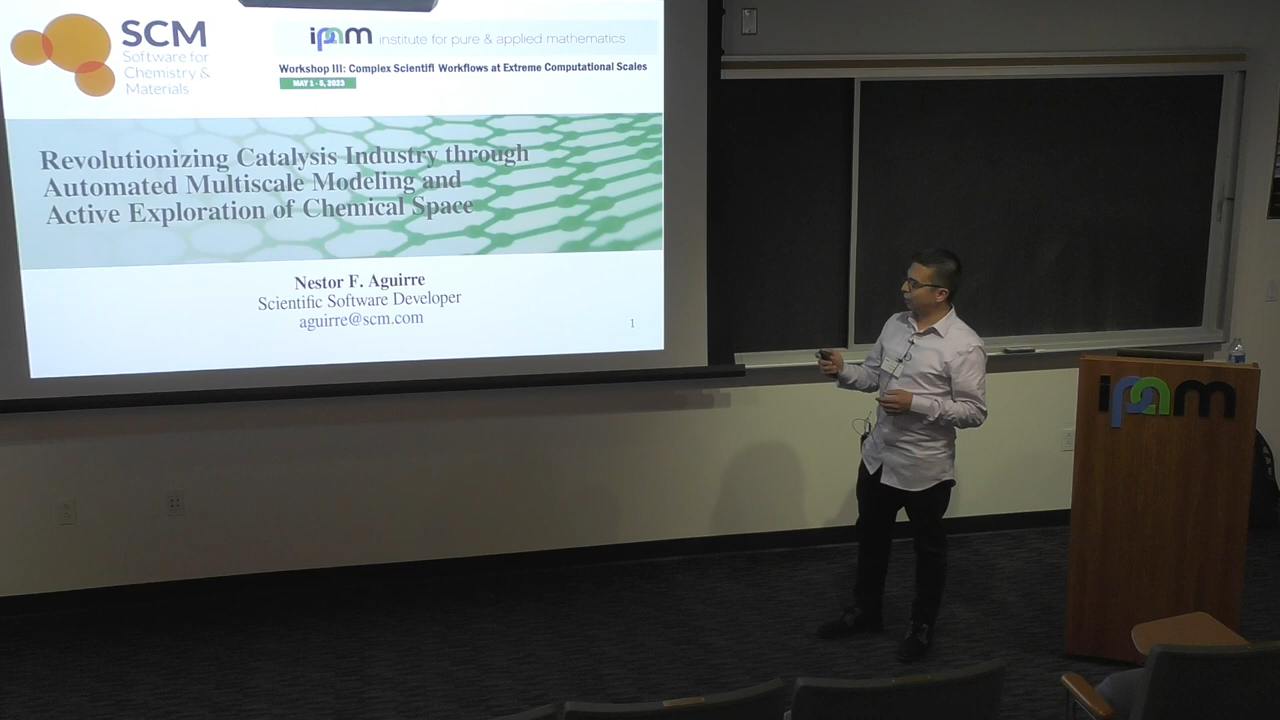 SCM
Software for
Chemistry &
Materials
ipam institute for pure & applied mathematics
Workshop III: Complex Scientifi Workflows at Extreme Computational Scales
MAY 1 - 5, 2023
Revolutionizing Catalysis Industry through
Automated Multiscale Modeling and
Active Exploration of Chemical Space
Nestor F. Aguirre
Scientific Software Developer
aguirre@scm.com
1
ipam